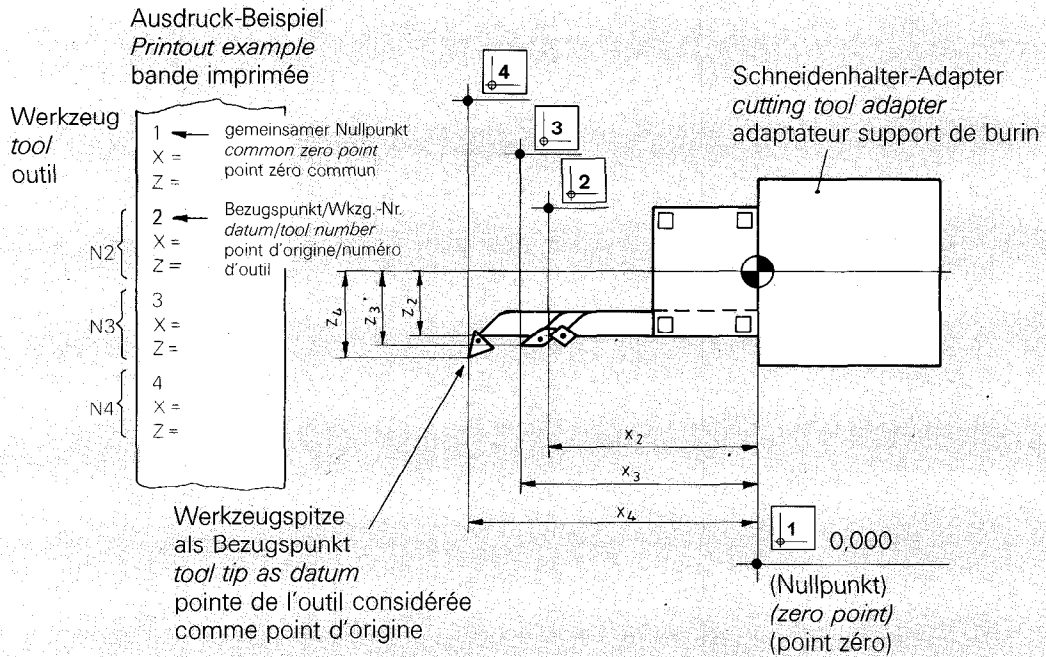 Ausdruck-Beispiel
Printout example
bande imprimée
Werkzeug
tool
outil
1
gemeinsamer Nullpunkt
common zero point
point zéro commun
X =
Z =
N2
2
Bezugspunkt/Wkzg.-Nr.
datum/tool number
point d'origine/numéro
d'outil
X =
Z =
N3
3
X =
Z =
N4
4
X =
Z =
4
3
2
Schneidenhalter-Adapter
cutting tool adapter
adaptateur support de burin
Z4
Z3
Z2
X2
X3
X4
Werkzeugspitze
als Bezugspunkt
tool tip as datum
pointe de l'outil considérée
comme point d'origine
1 0,000
(Nullpunkt)
(zero point)
(point zéro)